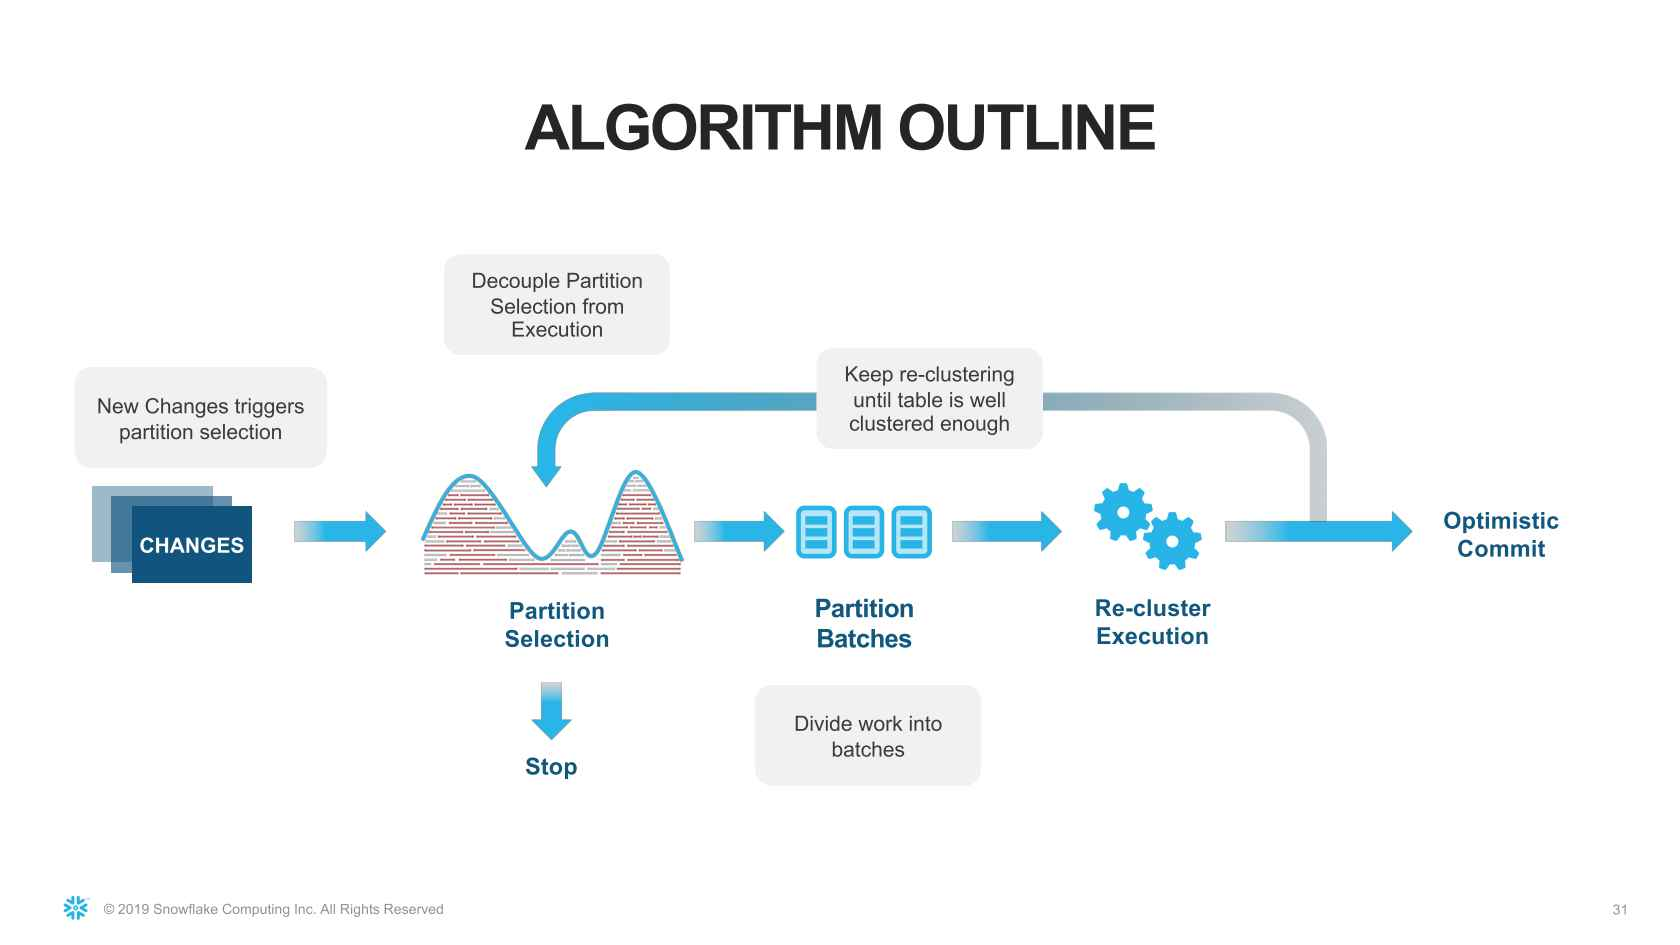 ALGORITHM OUTLINE
Decouple Partition
Selection from
Execution
Keep re-clustering
until table is well
clustered enough
New Changes triggers
partition selection
CHANGES
Optimistic
Commit
Partition
Selection
Partition
Batches
Re-cluster
Execution
Divide work into
batches
Stop
© 2019 Snowflake Computing Inc. All Rights Reserved
31